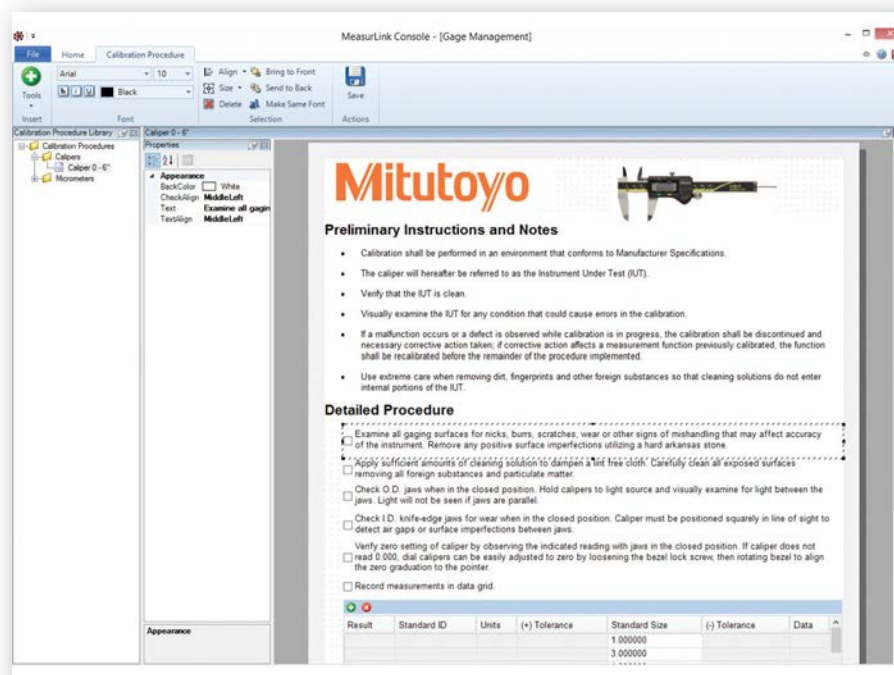 MeasurLink Console - [Gage Management]
File Home Calibration Procedure
Tools
Arial 10
b i U Black
Align Bring to Front
Size Send to Back
Delete Make Same Font
Save
Insert Font Selection Actions
Calibration Procedure Library
Calibration Procedures
Calipers
Caliper 0 - 6"
Micrometers
Caliper 0 - 6"
Properties
Appearance
BackColor White
CheckAlign MiddleLeft
Text Examine all gagin
TextAlign MiddleLeft
Appearance
Mitutoyo
Preliminary Instructions and Notes
• Calibration shall be performed in an environment that conforms to Manufacturer Specifications.
• The caliper will hereafter be referred to as the Instrument Under Test (IUT).
• Verify that the IUT is clean.
• Visually examine the IUT for any condition that could cause errors in the calibration.
• If a malfunction occurs or a defect is observed while calibration is in progress, the calibration shall be discontinued and
necessary corrective action taken; if corrective action affects a measurement function previously calibrated, the function
shall be recalibrated before the remainder of the procedure implemented.
• Use extreme care when removing dirt, fingerprints and other foreign substances so that cleaning solutions do not enter
internal portions of the IUT.
Detailed Procedure
Examine all gaging surfaces for nicks, burrs, scratches, wear or other signs of mishandling that may affect accuracy
of the instrument. Remove any positive surface imperfections utilizing a hard arkansas stone.
Apply sufficient amounts of cleaning solution to dampen a lint free cloth. Carefully clean all exposed surfaces
removing all foreign substances and particulate matter.
Check O.D. jaws when in the closed position. Hold calipers to light source and visually examine for light between the
jaws. Light will not be seen if jaws are parallel.
Check I.D. knife-edge jaws for wear when in the closed position. Caliper must be positioned squarely in line of sight to
detect air gaps or surface imperfections between jaws.
Verify zero setting of caliper by observing the indicated reading with jaws in the closed position. If caliper does not
read 0.000, dial calipers can be easily adjusted to zero by loosening the bezel lock screw, then rotating bezel to align
the zero graduation to the pointer.
Record measurements in data grid.
Result Standard ID Units (+) Tolerance Standard Size (-) Tolerance Data
1.000000
3.000000